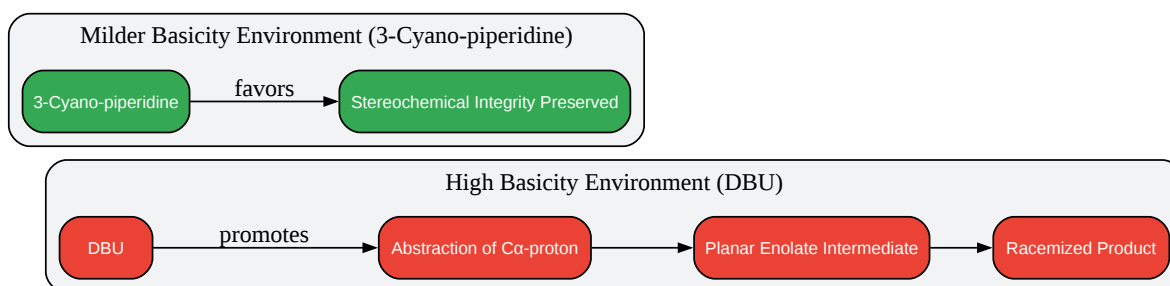 Milder Basicity Environment (3-Cyano-piperidine)
3-Cyano-piperidine
favors
Stereochemical Integrity Preserved
High Basicity Environment (DBU)
DBU
promotes
Abstraction of Cα-proton
Planar Enolate Intermediate
Racemized Product